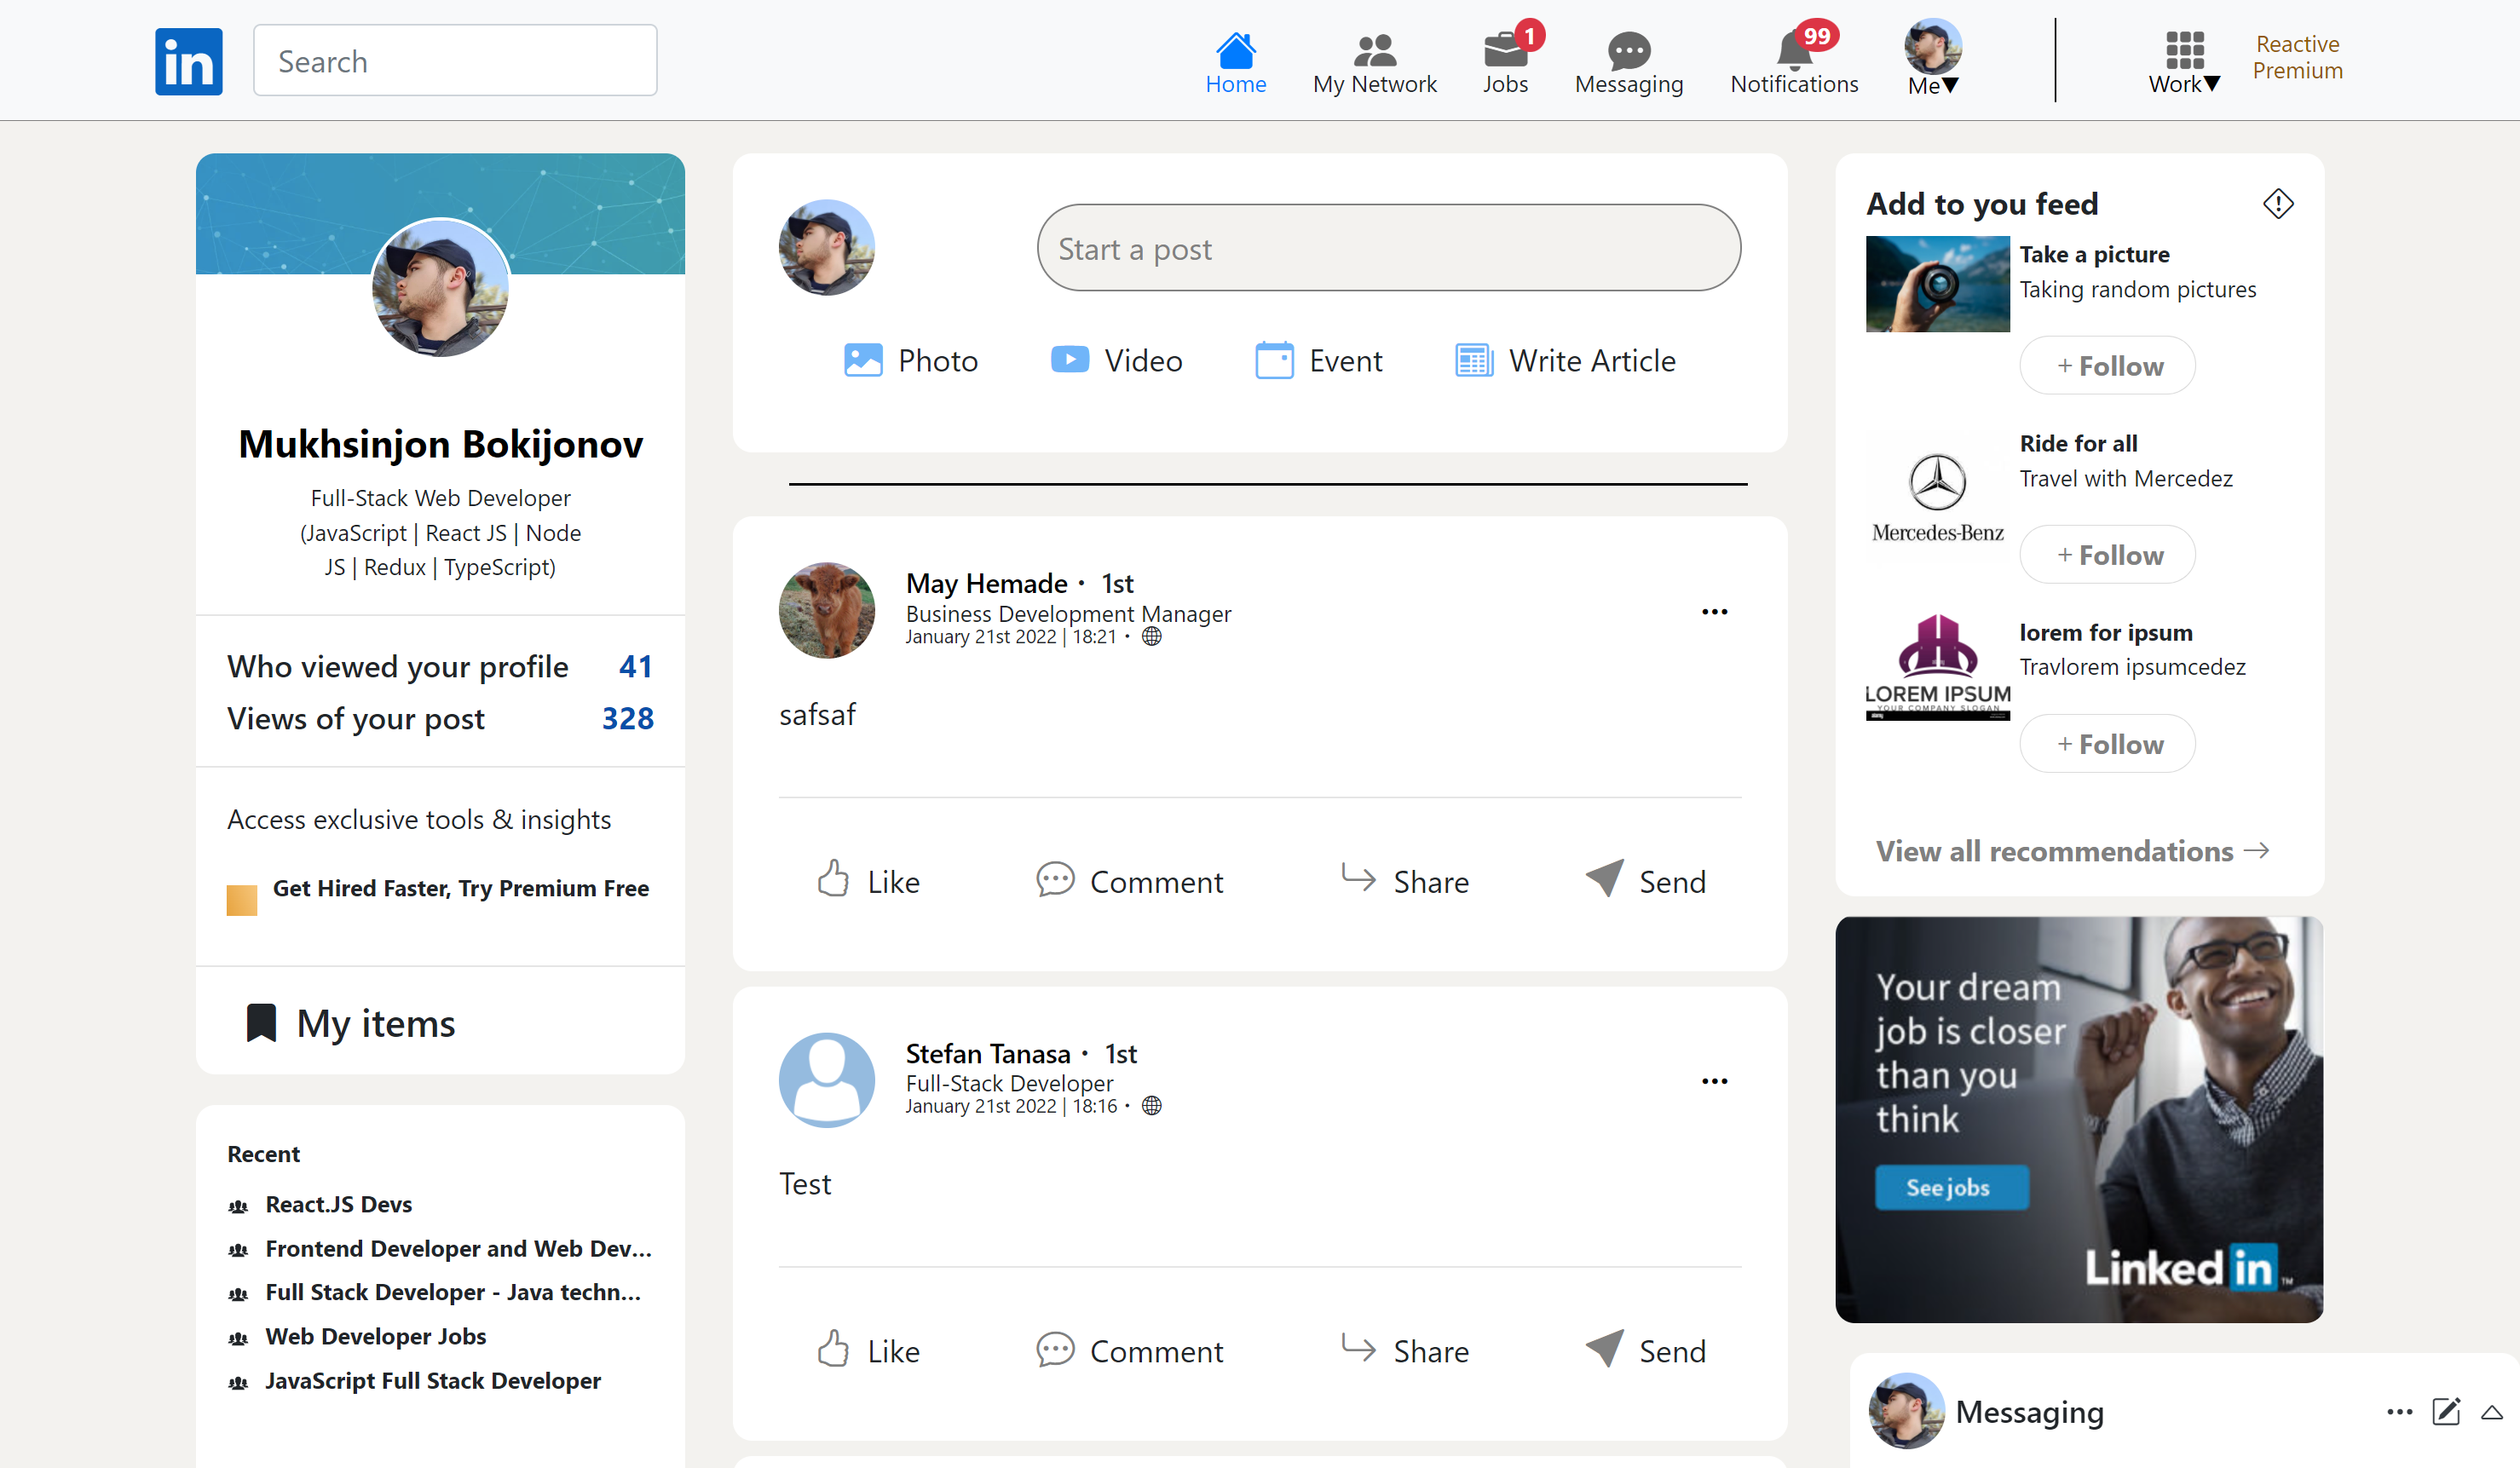 in
Search
Home
My Network
1
Jobs
Messaging
99
Notifications
Me▼
Work▼
Reactive
Premium
Mukhsinjon Bokijonov
Full-Stack Web Developer
(JavaScript | React JS | Node
JS | Redux | TypeScript)
Who viewed your profile 41
Views of your post 328
Access exclusive tools & insights
Get Hired Faster, Try Premium Free
My items
Recent
React.JS Devs
Frontend Developer and Web Dev...
Full Stack Developer - Java techn...
Web Developer Jobs
JavaScript Full Stack Developer
Start a post
Photo
Video
Event
Write Article
May Hemade • 1st
Business Development Manager
January 21st 2022 | 18:21 •
safsaf
Like
Comment
Share
Send
Stefan Tanasa • 1st
Full-Stack Developer
January 21st 2022 | 18:16 •
Test
Like
Comment
Share
Send
Add to you feed
Take a picture
Taking random pictures
+ Follow
Mercedes-Benz
Ride for all
Travel with Mercedez
+ Follow
LOREM IPSUM
YOUR COMPANY SLOGAN
lorem for ipsum
Travlorem ipsumcedez
+ Follow
View all recommendations →
Your dream
job is closer
than you
think
See jobs
Linked in TM
Messaging